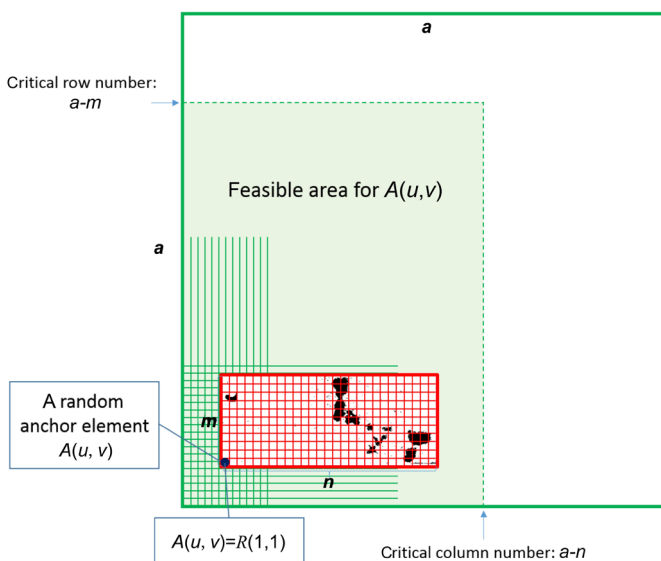 a
Critical row number:
a-m
Feasible area for A(u,v)
a
A random
anchor element
A(u, v)
m
n
A(u, v)=R(1,1)
Critical column number: a-n